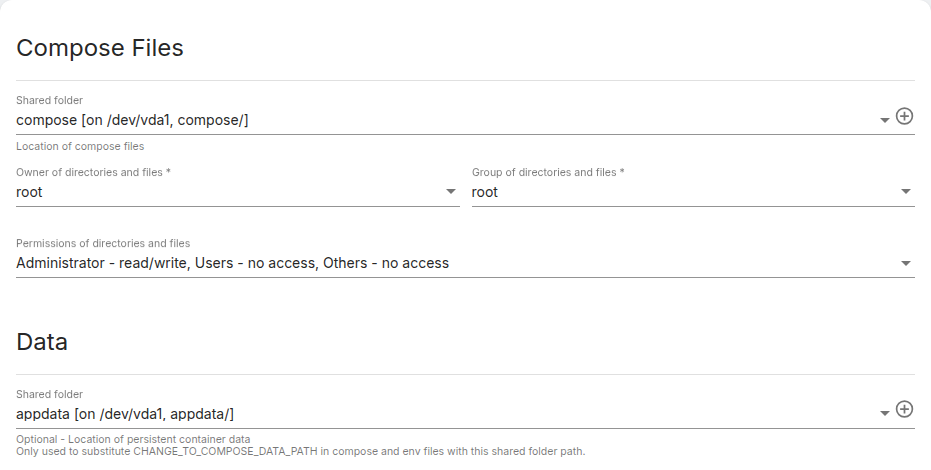 Compose Files
Shared folder
compose [on /dev/vda1, compose/]
Location of compose files
Owner of directories and files *
root
Group of directories and files *
root
Permissions of directories and files
Administrator - read/write, Users - no access, Others - no access
Data
Shared folder
appdata [on /dev/vda1, appdata/]
Optional - Location of persistent container data
Only used to substitute CHANGE_TO_COMPOSE_DATA_PATH in compose and env files with this shared folder path.